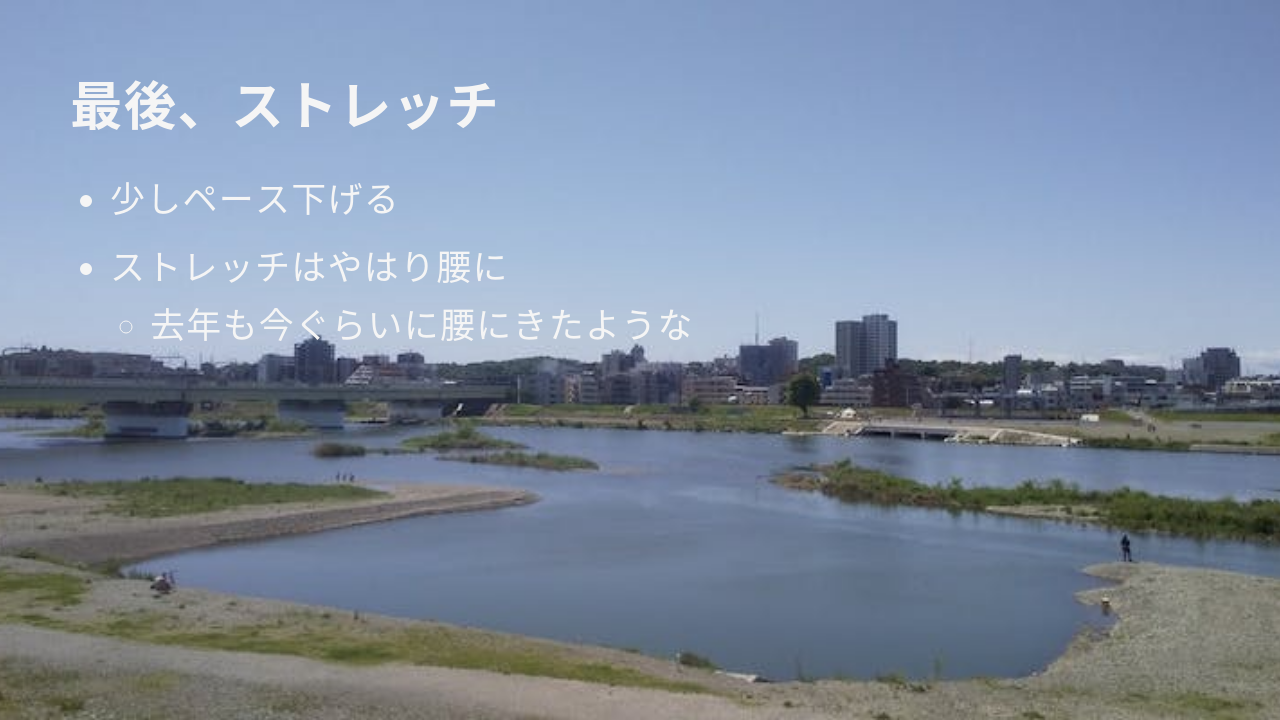 最後、ストレッチ
少しペース下げる
ストレッチはやはり腰に
去年も今ぐらいに腰にきたような